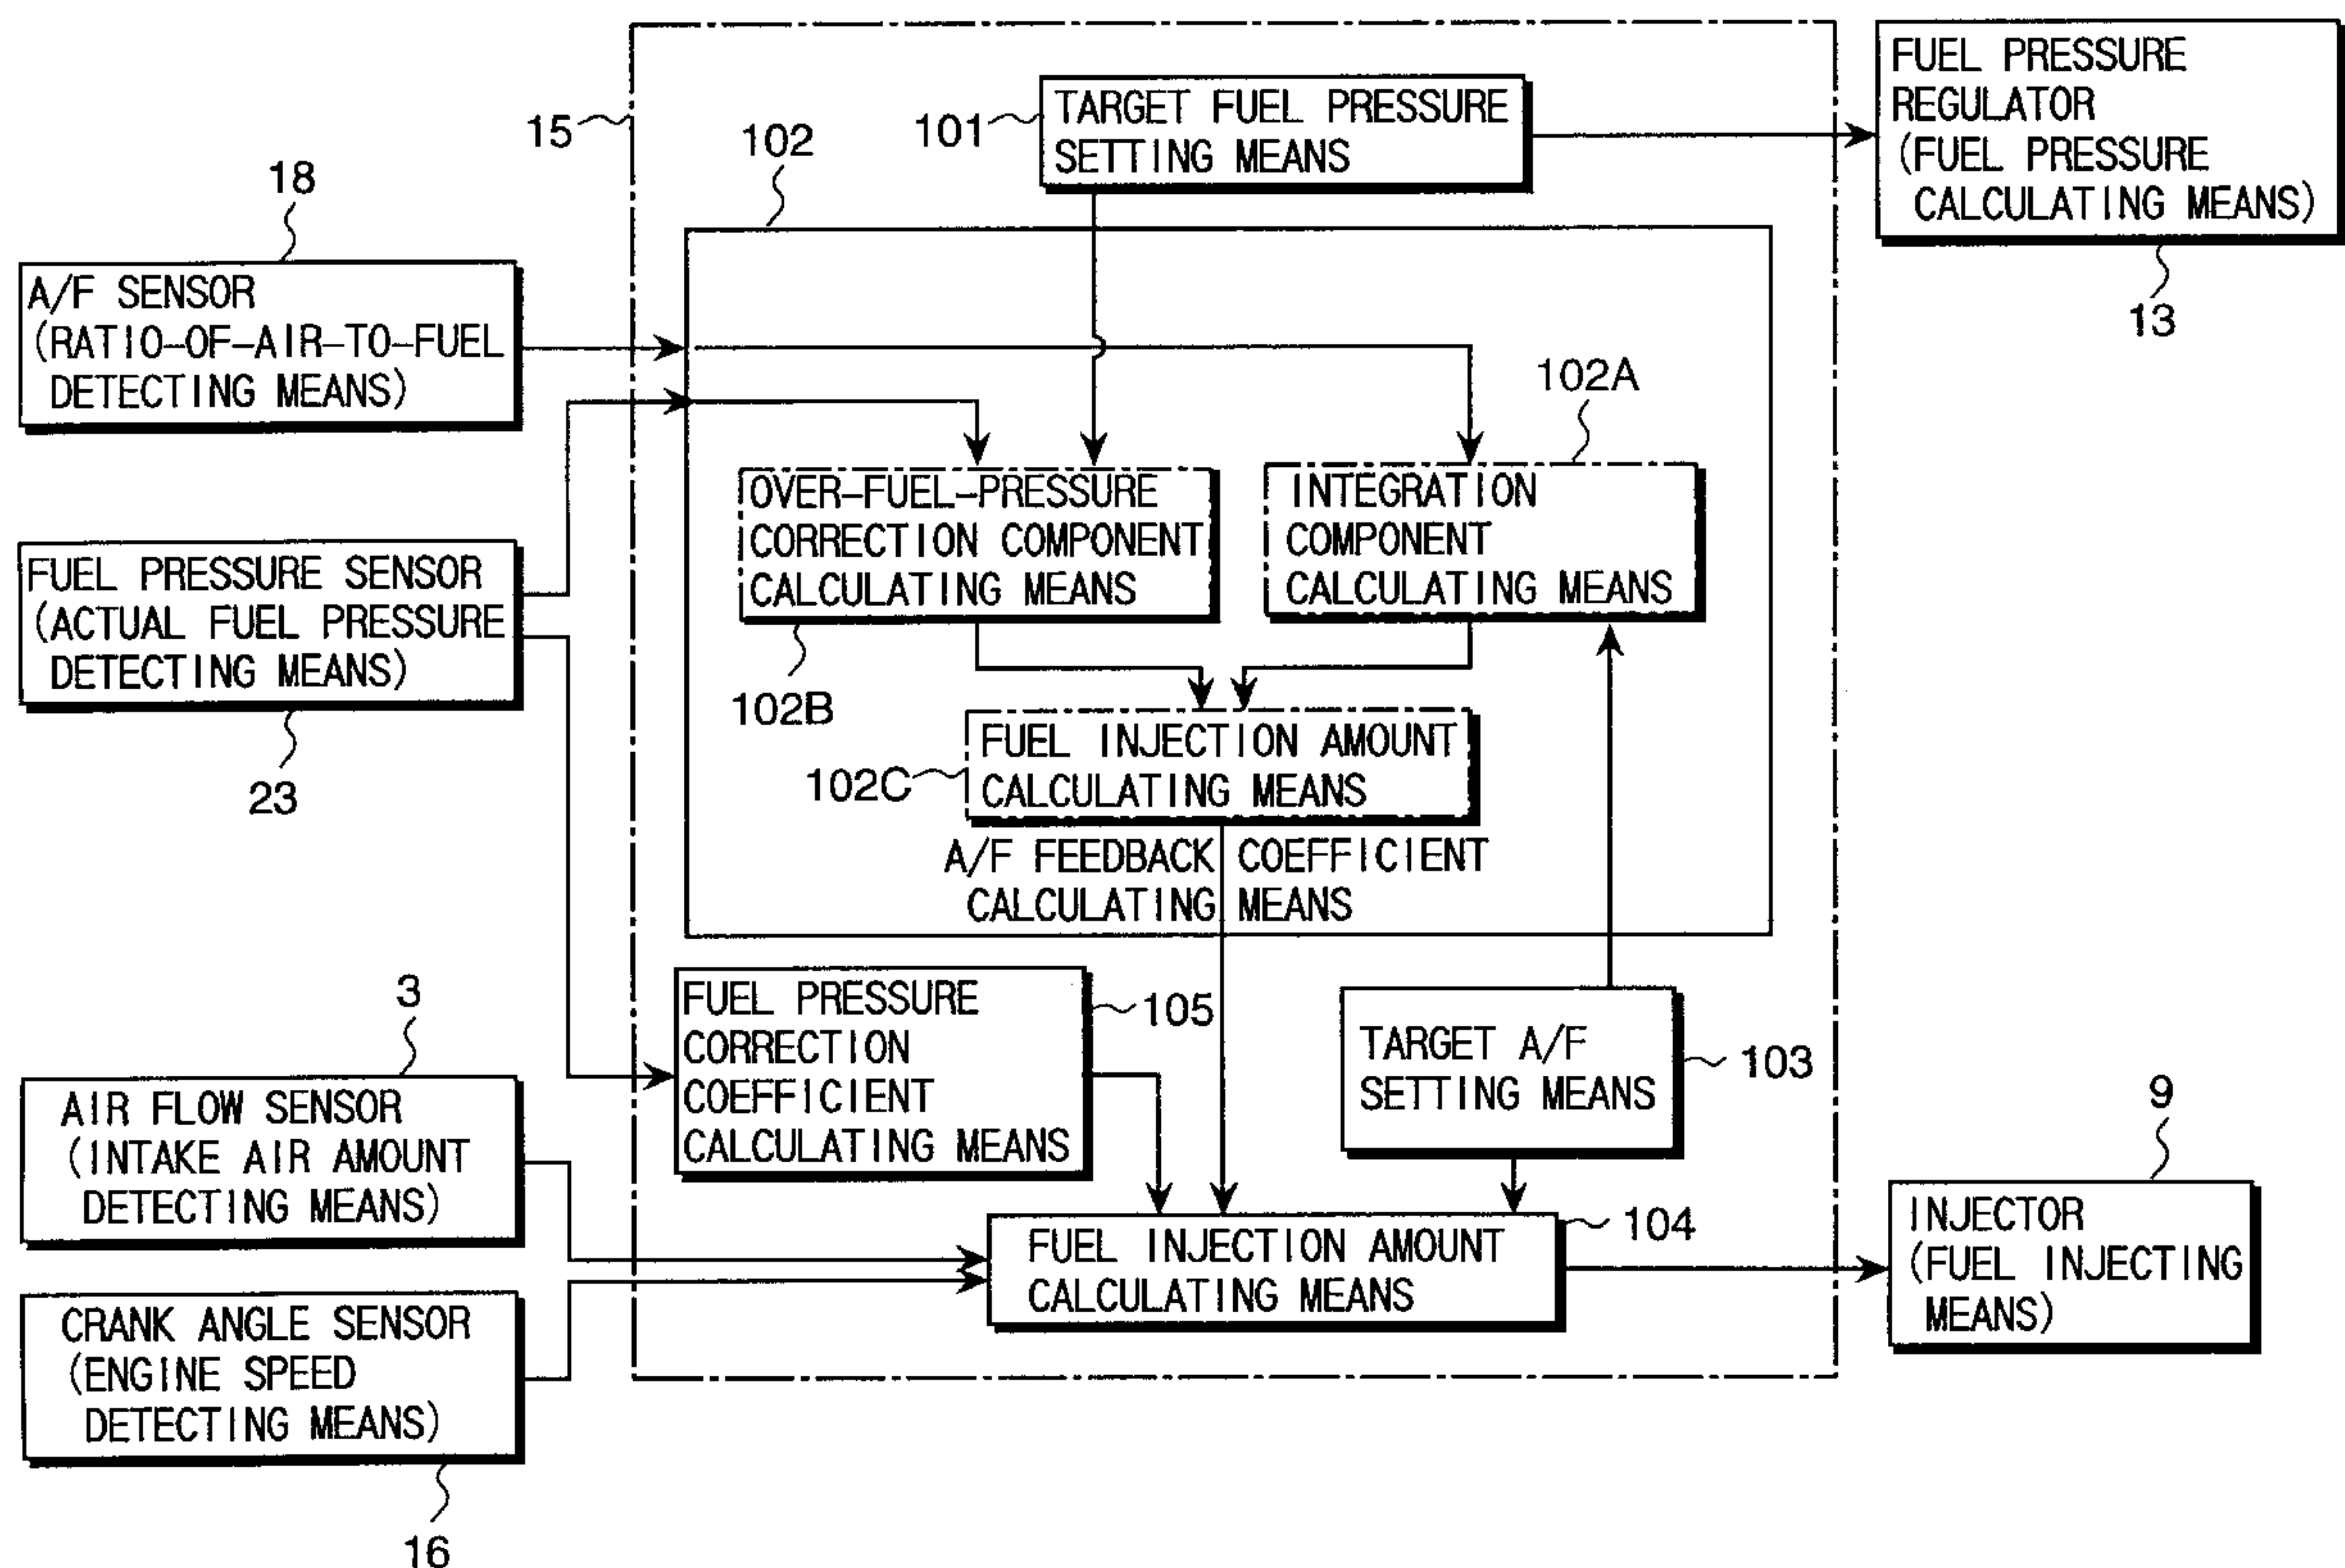 15
101
TARGET FUEL PRESSURE
SETTING MEANS
FUEL PRESSURE
REGULATOR
(FUEL PRESSURE
CALCULATING MEANS)
13
102
18
A/F SENSOR
(RATIO-OF-AIR-TO-FUEL
DETECTING MEANS)
FUEL PRESSURE SENSOR
(ACTUAL FUEL PRESSURE
DETECTING MEANS)
23
OVER-FUEL-PRESSURE
CORRECTION COMPONENT
CALCULATING MEANS
102B
102A
INTEGRATION
COMPONENT
CALCULATING MEANS
102C
FUEL INJECTION AMOUNT
CALCULATING MEANS
A/F FEEDBACK COEFFICIENT
CALCULATING MEANS
FUEL PRESSURE
CORRECTION
COEFFICIENT
CALCULATING MEANS
105
TARGET A/F
SETTING MEANS
103
3
AIR FLOW SENSOR
(INTAKE AIR AMOUNT
DETECTING MEANS)
CRANK ANGLE SENSOR
(ENGINE SPEED
DETECTING MEANS)
16
FUEL INJECTION AMOUNT
CALCULATING MEANS
104
9
INJECTOR
(FUEL INJECTING
MEANS)